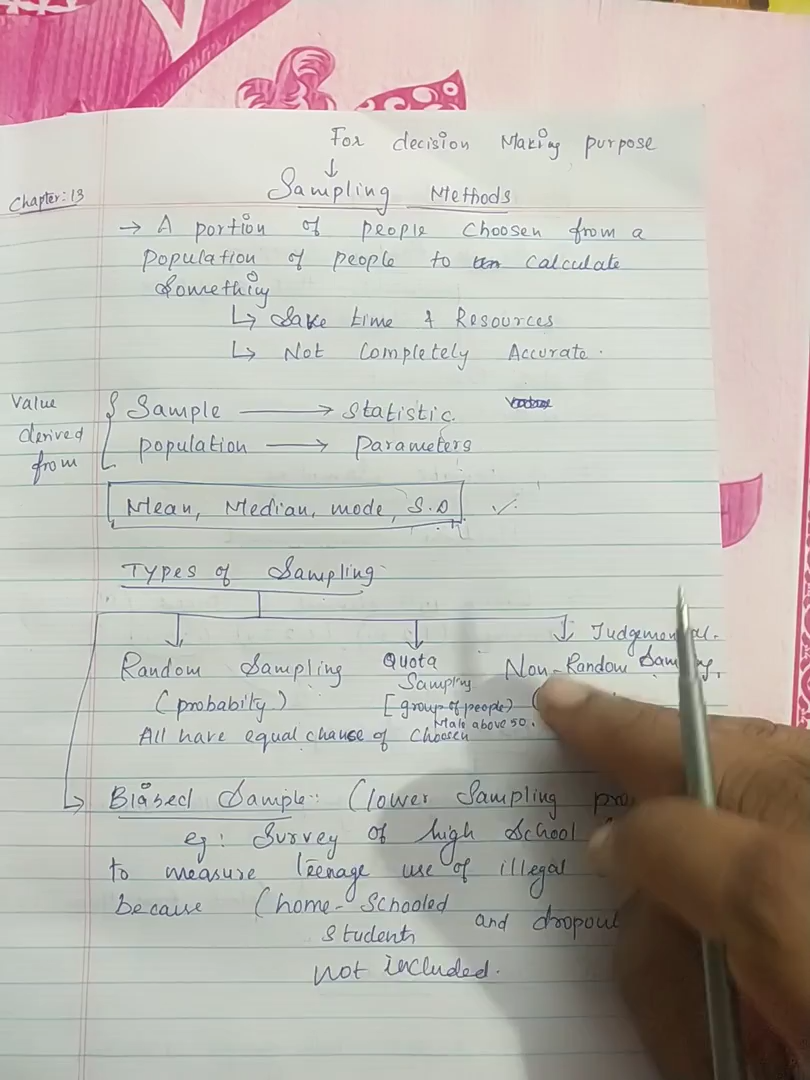 For decision Making purpose
↓
Chapter: 13
Sampling Methods
→ A portion of people Choosen from a
population of people to calculate
Something
↳ Save time & Resources
↳ Not Completely Accurate.
Value derived from
Sample → Statistic
population → parameters
Mean, Median, mode, S.D ✓
Types of Sampling
Random Sampling
(probabity)
All have equal chance of Choosen
Quota
Sampling
[group of people)
Male above 50.
Judgemental.
Non-Random Sampling.
↳ Biased Sample: (lower Sampling
eg: Survey of high School
to measure Teenage use of illegal
because (home-Schooled
Students and dropout
not included.